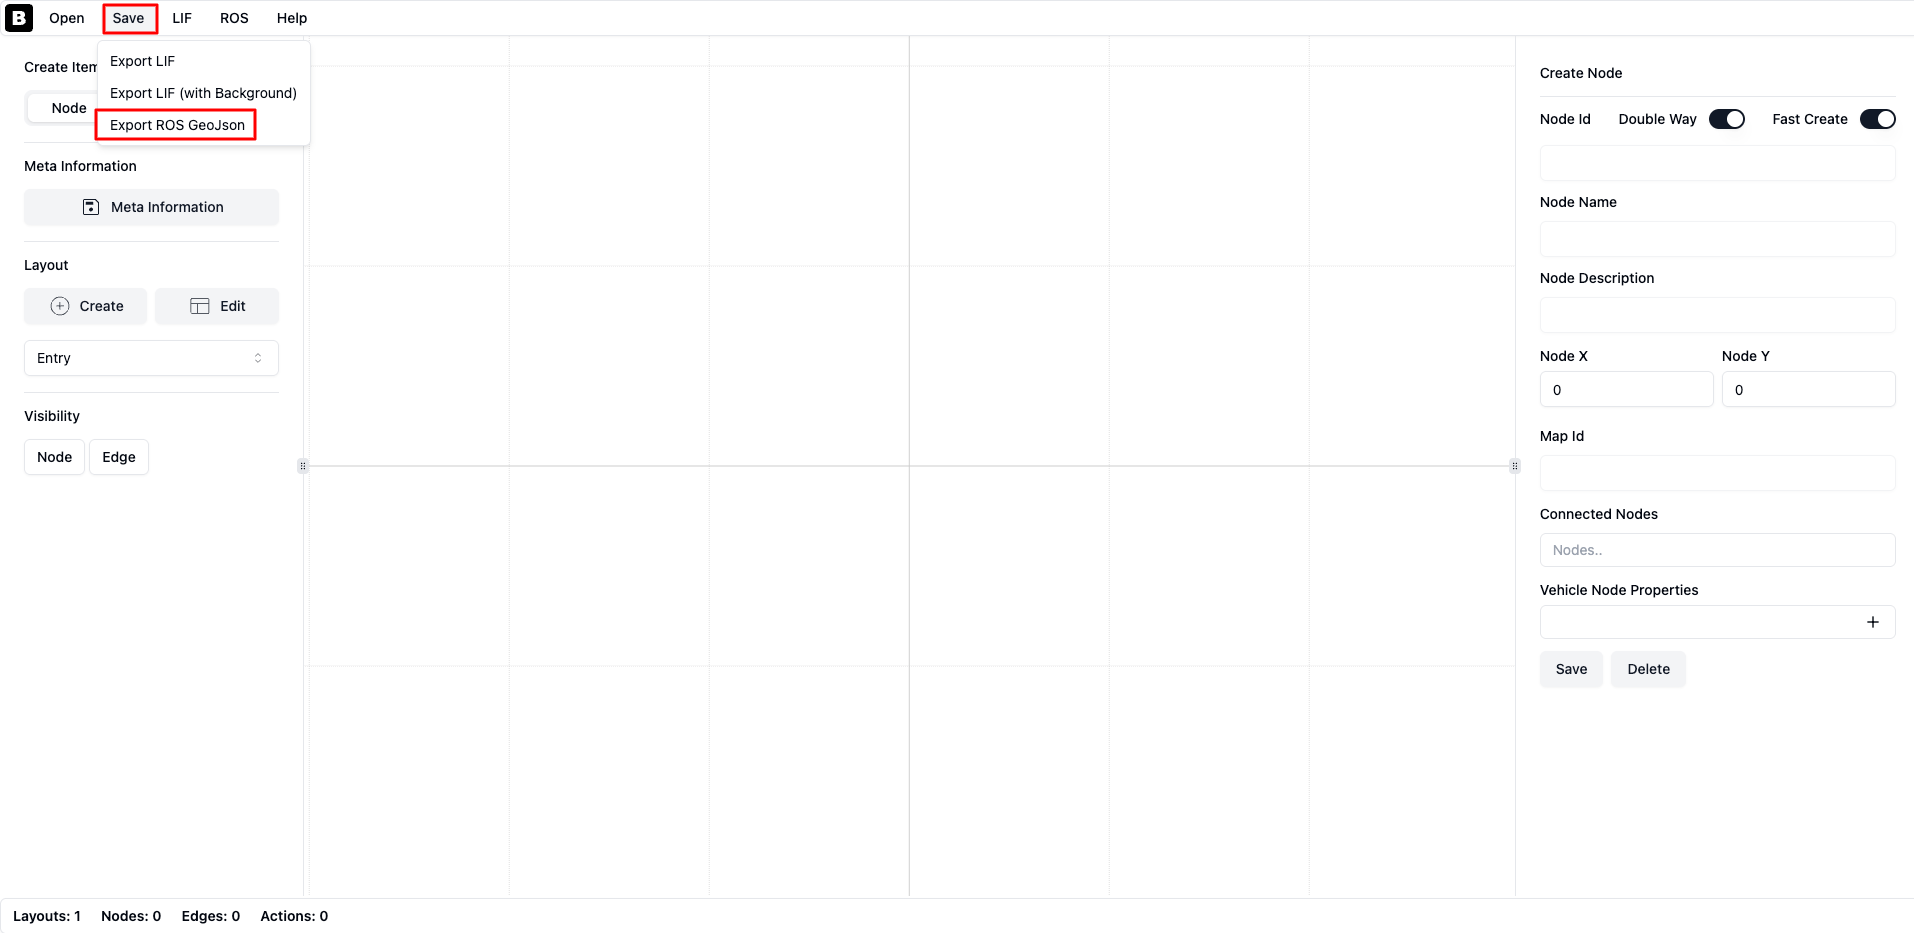 B Open Save LIF ROS Help
Export LIF
Export LIF (with Background)
Export ROS GeoJson
Create Item
Node
Meta Information
Meta Information
Layout
Create Edit
Entry
Visibility
Node Edge
Create Node
Node Id Double Way Fast Create
Node Name
Node Description
Node X Node Y
0 0
Map Id
Connected Nodes
Nodes..
Vehicle Node Properties
Save Delete
Layouts: 1 Nodes: 0 Edges: 0 Actions: 0